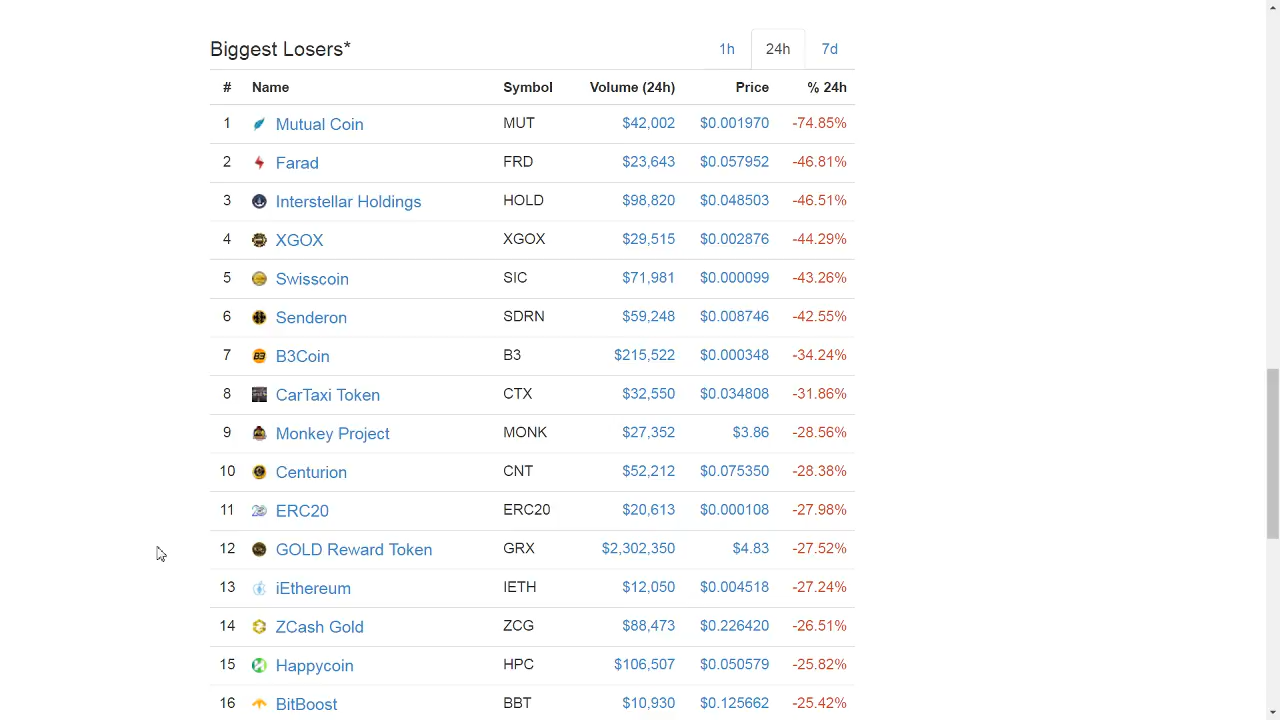 Biggest Losers* 1h 24h 7d
# Name Symbol Volume (24h) Price % 24h
1 Mutual Coin MUT $42,002 $0.001970 -74.85%
2 Farad FRD $23,643 $0.057952 -46.81%
3 Interstellar Holdings HOLD $98,820 $0.048503 -46.51%
4 XGOX XGOX $29,515 $0.002876 -44.29%
5 Swisscoin SIC $71,981 $0.000099 -43.26%
6 Senderon SDRN $59,248 $0.008746 -42.55%
7 B3Coin B3 $215,522 $0.000348 -34.24%
8 CarTaxi Token CTX $32,550 $0.034808 -31.86%
9 Monkey Project MONK $27,352 $3.86 -28.56%
10 Centurion CNT $52,212 $0.075350 -28.38%
11 ERC20 ERC20 $20,613 $0.000108 -27.98%
12 GOLD Reward Token GRX $2,302,350 $4.83 -27.52%
13 iEthereum IETH $12,050 $0.004518 -27.24%
14 ZCash Gold ZCG $88,473 $0.226420 -26.51%
15 Happycoin HPC $106,507 $0.050579 -25.82%
16 BitBoost BBT $10,930 $0.125662 -25.42%